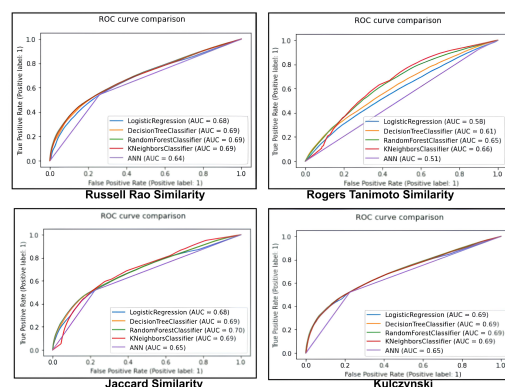 ROC curve comparison
True Positive Rate (Positive label: 1)
1.0
0.8
0.6
0.4
0.2
0.0
LogisticRegression (AUC = 0.68)
DecisionTreeClassifier (AUC = 0.69)
RandomForestClassifier (AUC = 0.69)
KNeighborsClassifier (AUC = 0.69)
ANN (AUC = 0.64)
0.0 0.2 0.4 0.6 0.8 1.0
False Positive Rate (Positive label: 1)
Russell Rao Similarity
ROC curve comparison
True Positive Rate (Positive label: 1)
1.0
0.8
0.6
0.4
0.2
0.0
LogisticRegression (AUC = 0.58)
DecisionTreeClassifier (AUC = 0.61)
RandomForestClassifier (AUC = 0.65)
KNeighborsClassifier (AUC = 0.66)
ANN (AUC = 0.51)
0.0 0.2 0.4 0.6 0.8 1.0
False Positive Rate (Positive label: 1)
Rogers Tanimoto Similarity
ROC curve comparison
True Positive Rate (Positive label: 1)
1.0
0.8
0.6
0.4
0.2
0.0
LogisticRegression (AUC = 0.68)
DecisionTreeClassifier (AUC = 0.69)
RandomForestClassifier (AUC = 0.70)
KNeighborsClassifier (AUC = 0.69)
ANN (AUC = 0.65)
0.0 0.2 0.4 0.6 0.8 1.0
False Positive Rate (Positive label: 1)
Jaccard Similarity
ROC curve comparison
True Positive Rate (Positive label: 1)
1.0
0.8
0.6
0.4
0.2
0.0
LogisticRegression (AUC = 0.69)
DecisionTreeClassifier (AUC = 0.69)
RandomForestClassifier (AUC = 0.69)
KNeighborsClassifier (AUC = 0.69)
ANN (AUC = 0.65)
0.0 0.2 0.4 0.6 0.8 1.0
False Positive Rate (Positive label: 1)
Kulczynski